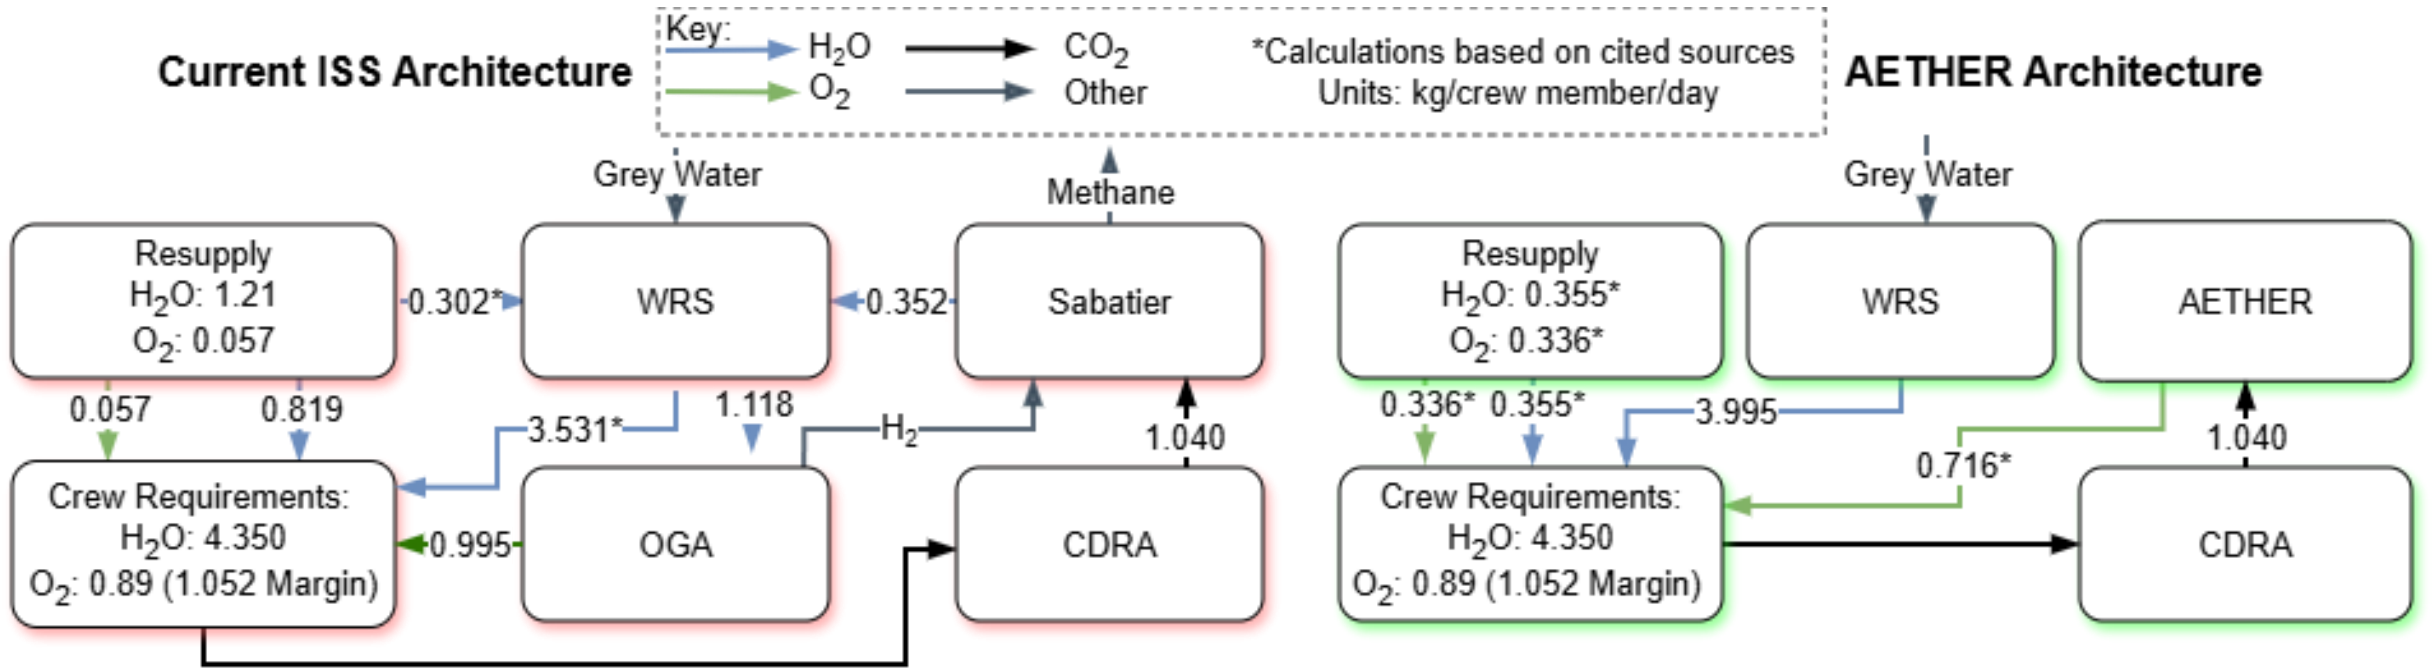 Current ISS Architecture
Key:
H₂O
CO₂
O₂
Other
*Calculations based on cited sources
Units: kg/crew member/day
AETHER Architecture
Grey Water
Methane
Resupply
H₂O: 1.21
O₂: 0.057
0.302*
WRS
0.352
Sabatier
0.057
0.819
3.531*
1.118
H₂
1.040
Crew Requirements:
H₂O: 4.350
O₂: 0.89 (1.052 Margin)
0.995
OGA
CDRA
Grey Water
Resupply
H₂O: 0.355*
O₂: 0.336*
WRS
AETHER
0.336*
0.355*
3.995
0.716*
1.040
Crew Requirements:
H₂O: 4.350
O₂: 0.89 (1.052 Margin)
CDRA